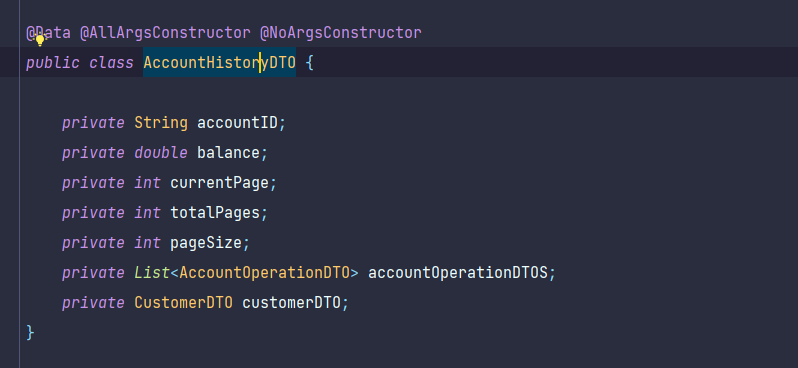 @Data @AllArgsConstructor @NoArgsConstructor
public class AccountHistoryDTO {
private String accountID;
private double balance;
private int currentPage;
private int totalPages;
private int pageSize;
private List<AccountOperationDTO> accountOperationDTOS;
private CustomerDTO customerDTO;
}